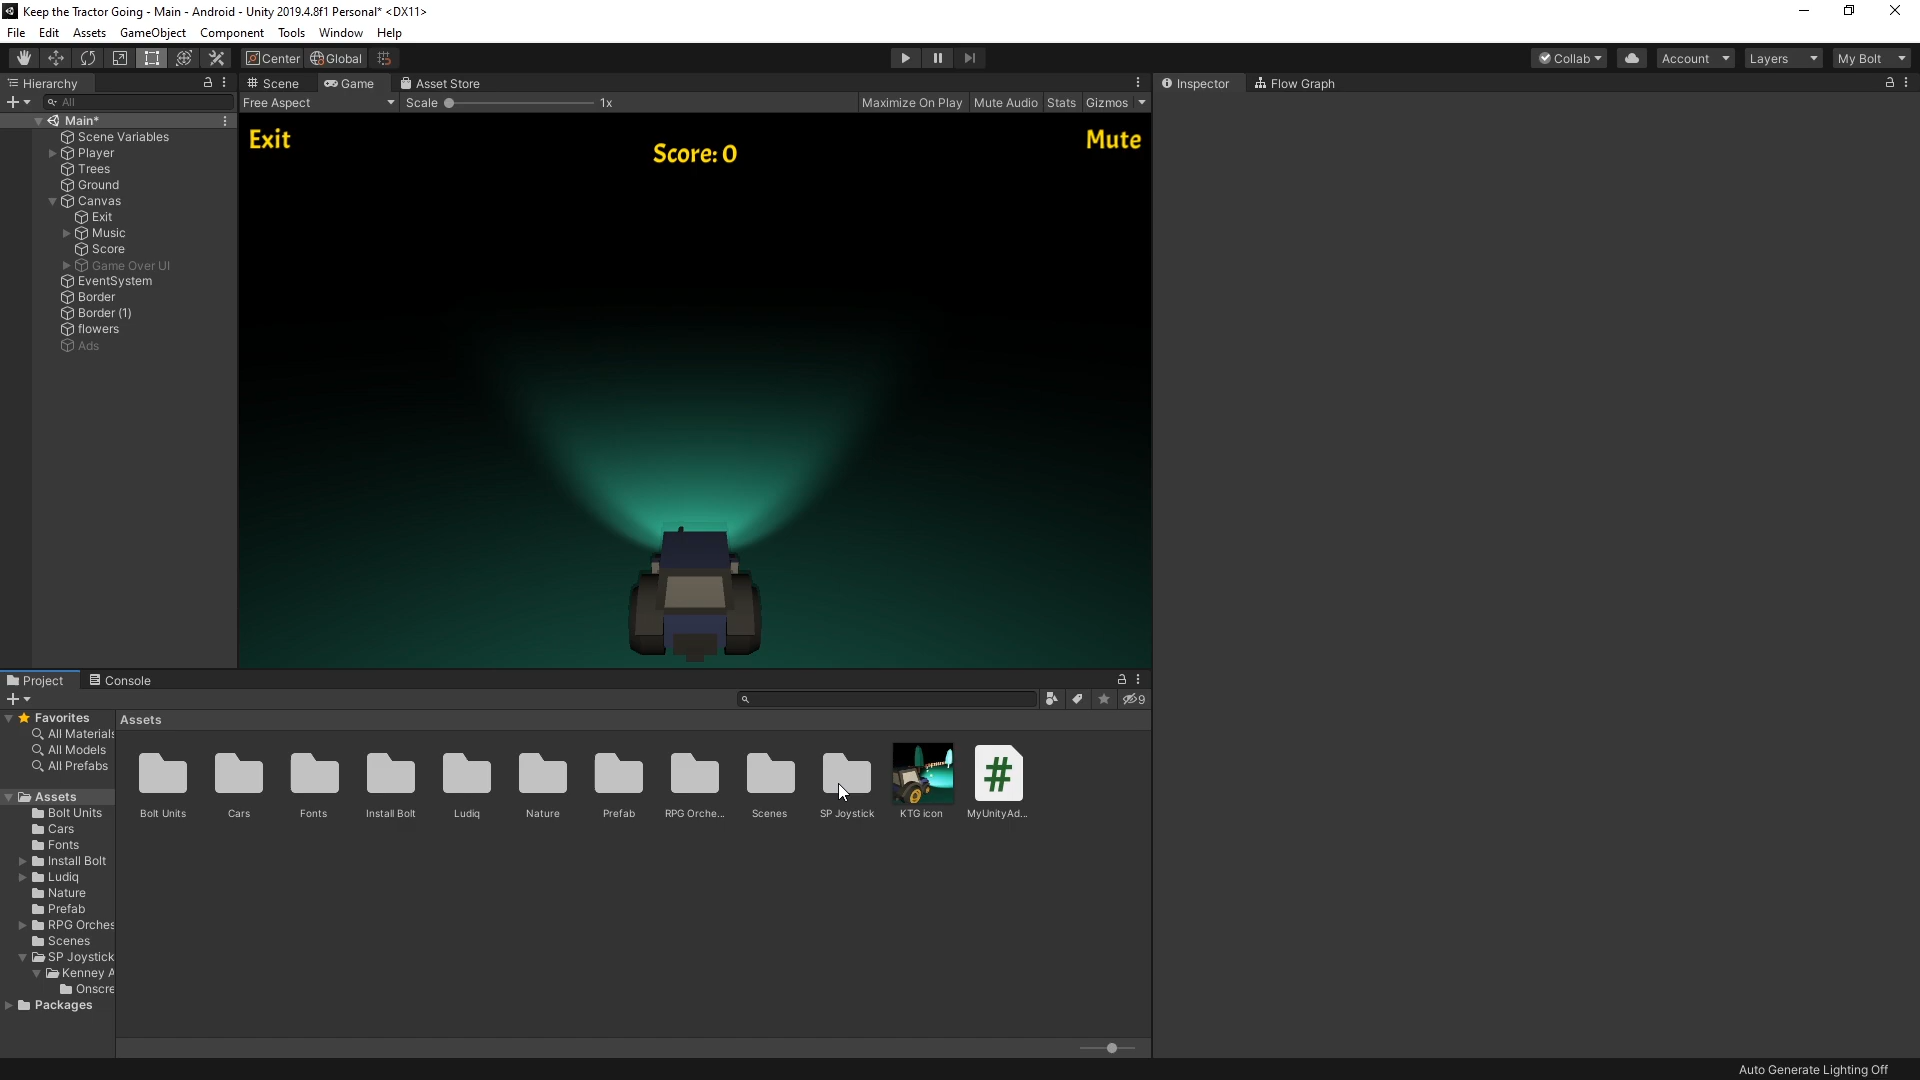 Keep the Tractor Going - Main - Android - Unity 2019.4.8f1 Personal* <DX11>
File Edit Assets GameObject Component Tools Window Help
Center Global Collab Account Layers My Bolt
Hierarchy
All
Main*
Scene Variables
Player
Trees
Ground
Canvas
Exit
Music
Score
Game Over UI
EventSystem
Border
Border (1)
flowers
Ads
Scene Game Asset Store
Free Aspect Scale 1x Maximize On Play Mute Audio Stats Gizmos
Exit
Score: 0
Mute
Inspector Flow Graph
Project Console
9
Favorites
All Materials
All Models
All Prefabs
Assets
Bolt Units
Cars
Fonts
Install Bolt
Ludiq
Nature
Prefab
RPG Orches
Scenes
SP Joystick
Kenney A
Onscre
Packages
Assets
Bolt Units Cars Fonts Install Bolt Ludiq Nature Prefab RPG Orche... Scenes SP Joystick KTG icon MyUnityAd...
Auto Generate Lighting Off